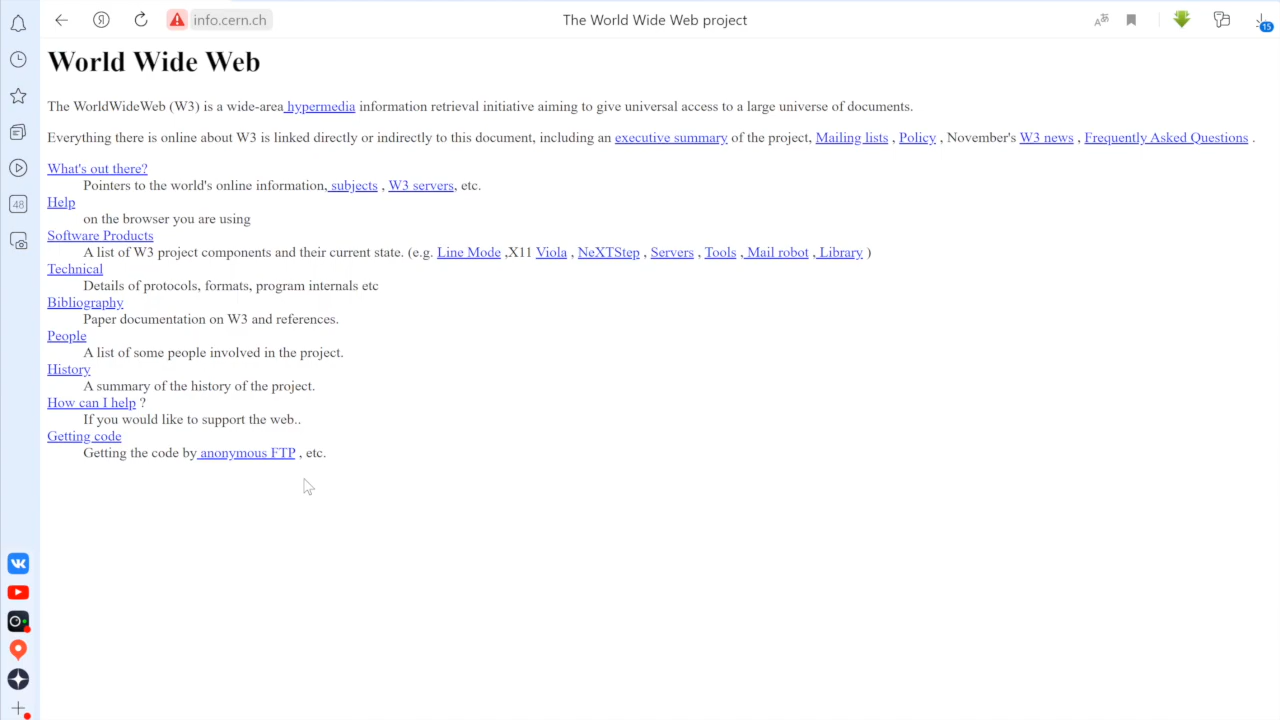 info.cern.ch
The World Wide Web project
15
World Wide Web
The WorldWideWeb (W3) is a wide-area hypermedia information retrieval initiative aiming to give universal access to a large universe of documents.
Everything there is online about W3 is linked directly or indirectly to this document, including an executive summary of the project, Mailing lists , Policy , November's W3 news , Frequently Asked Questions .
What's out there?
Pointers to the world's online information, subjects , W3 servers, etc.
Help
on the browser you are using
Software Products
A list of W3 project components and their current state. (e.g. Line Mode ,X11 Viola , NeXTStep , Servers , Tools , Mail robot , Library )
Technical
Details of protocols, formats, program internals etc
Bibliography
Paper documentation on W3 and references.
People
A list of some people involved in the project.
History
A summary of the history of the project.
How can I help ?
If you would like to support the web..
Getting code
Getting the code by anonymous FTP , etc.
48